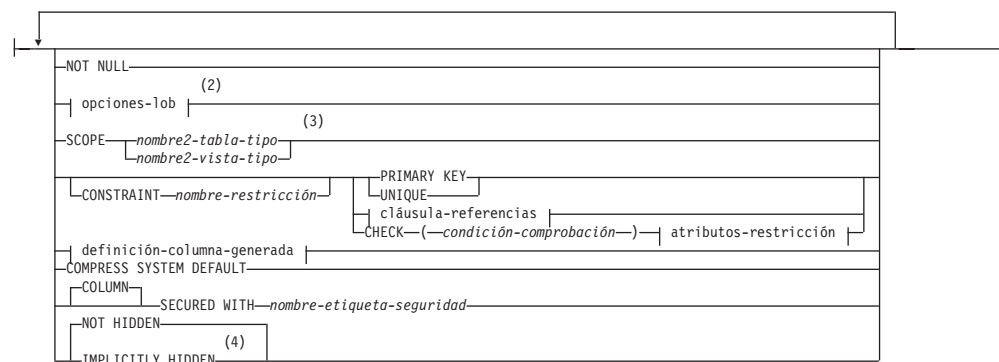 NOT NULL
(2)
opciones-lob
(3)
SCOPE nombre2-tabla-tipo
nombre2-vista-tipo
PRIMARY KEY
CONSTRAINT nombre-restricción UNIQUE
cláusula-referencias
CHECK ( condición-comprobación ) atributos-restricción
definición-columna-generada
COMPRESS SYSTEM DEFAULT
COLUMN
SECURED WITH nombre-etiqueta-seguridad
NOT HIDDEN
(4)
IMPLICITLY HIDDEN